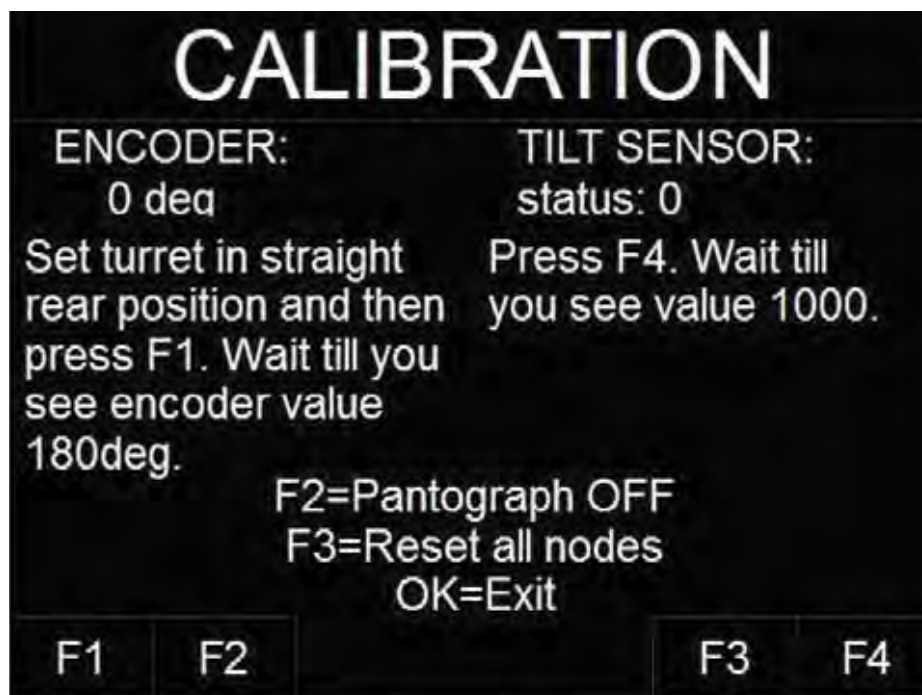 CALIBRATION
ENCODER:
0 deg
Set turret in straight
rear position and then
press F1. Wait till you
see encoder value
180deg.
TILT SENSOR:
status: 0
Press F4. Wait till
you see value 1000.
F2=Pantograph OFF
F3=Reset all nodes
OK=Exit
F1 F2 F3 F4